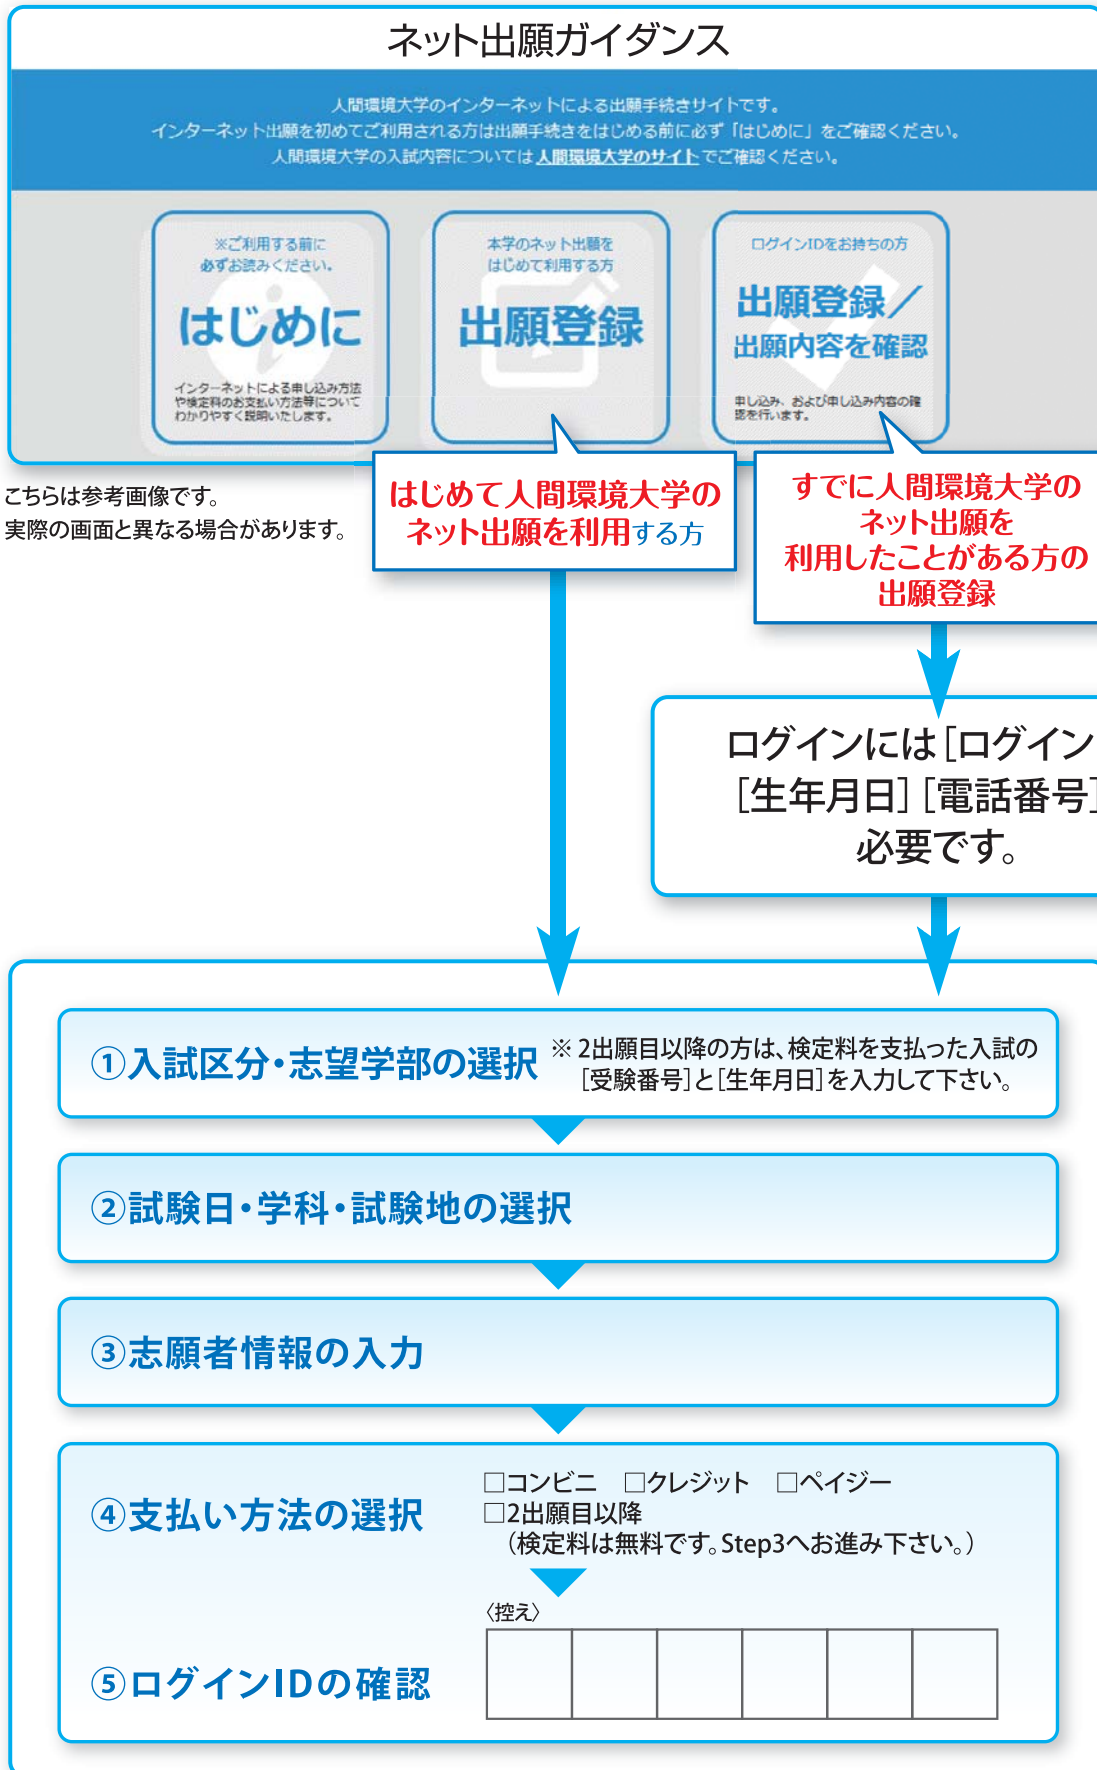 ネット出願ガイダンス
人間環境大学のインターネットによる出願手続きサイトです。
インターネット出願を初めてご利用される方は出願手続きをはじめる前に必ず「はじめに」をご確認ください。
人間環境大学の入試内容については人間環境大学のサイトでご確認ください。
※ご利用する前に
必ずお読みください。
はじめに
インターネットによる申し込み方法
や検定料のお支払い方法等について
わかりやすく説明いたします。
本学のネット出願を
はじめて利用する方
出願登録
ログインIDをお持ちの方
出願登録／
出願内容を確認
申し込み、および申し込み内容の確
認を行います。
こちらは参考画像です。
実際の画面と異なる場合があります。
はじめて人間環境大学の
ネット出願を利用する方
すでに人間環境大学の
ネット出願を
利用したことがある方の
出願登録
ログインには［ログイン
［生年月日］［電話番号］
必要です。
①入試区分・志望学部の選択 ※2出願目以降の方は、検定料を支払った入試の
［受験番号］と［生年月日］を入力して下さい。
②試験日・学科・試験地の選択
③志願者情報の入力
④支払い方法の選択
□コンビニ □クレジット □ペイジー
□2出願目以降
（検定料は無料です。Step3へお進み下さい。）
〈控え〉
⑤ログインIDの確認